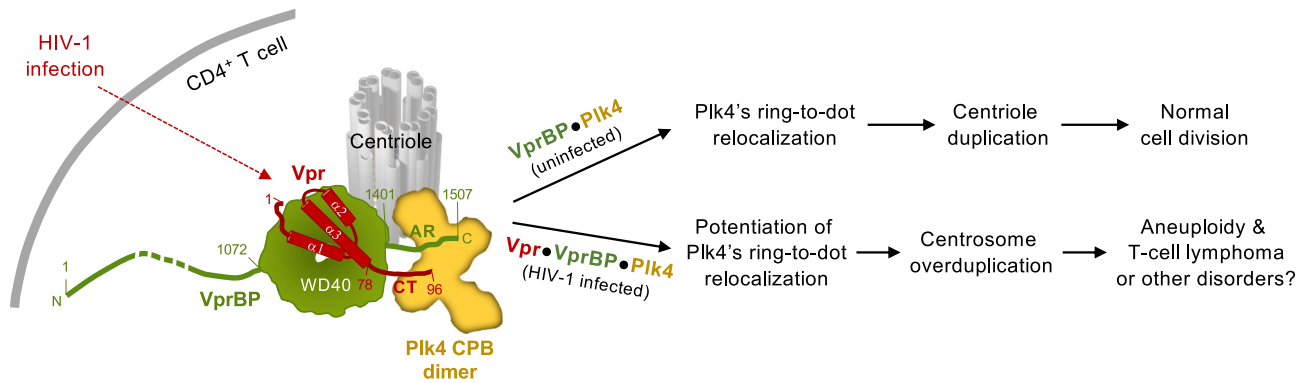 HIV-1
infection
CD4+ T cell
Centriole
Vpr
1
α2
α3
α1
1401
1507
AR
C
1072
1
N
VprBP
WD40
78
CT
96
Plk4 CPB
dimer
VprBP●Plk4
(uninfected)
Plk4's ring-to-dot
relocalization
Centriole
duplication
Normal
cell division
Vpr●VprBP●Plk4
(HIV-1 infected)
Potentiation of
Plk4's ring-to-dot
relocalization
Centrosome
overduplication
Aneuploidy &
T-cell lymphoma
or other disorders?